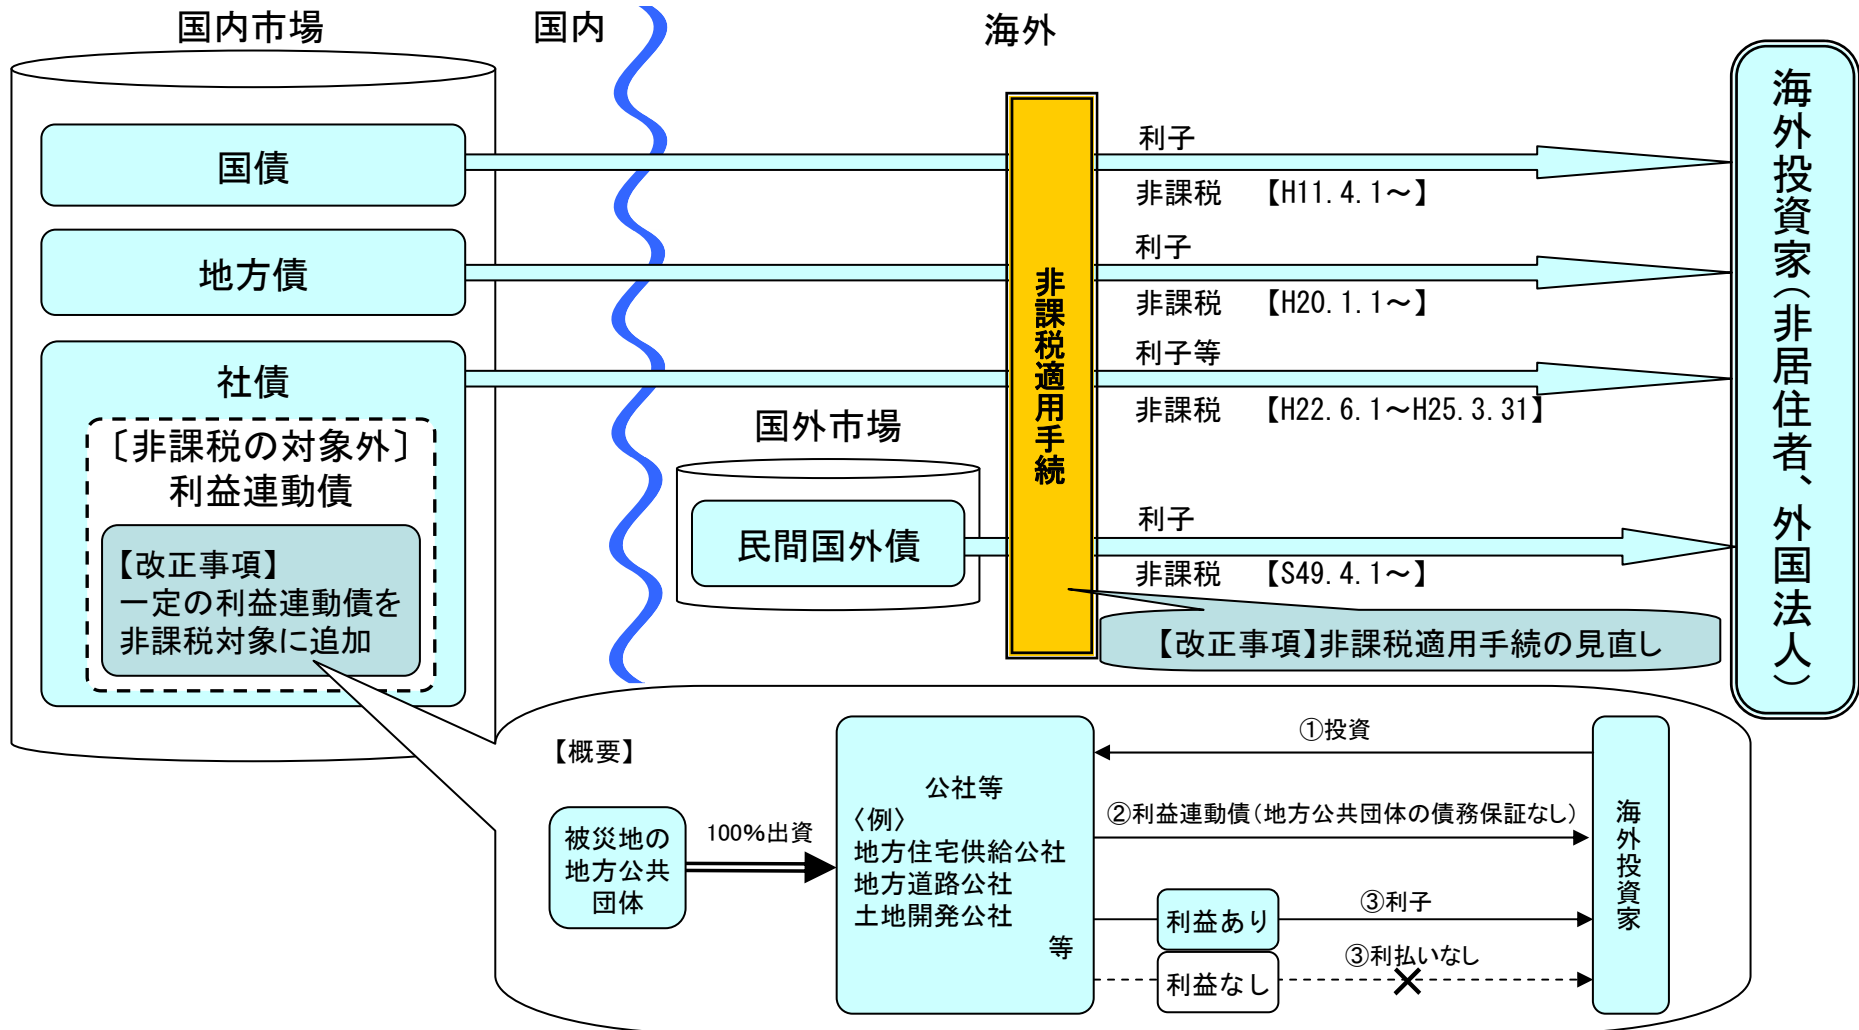 国内市場
国内
海外
国債
利子
非課税 【H11.4.1～】
地方債
利子
非課税 【H20.1.1～】
社債
利子等
非課税 【H22.6.1～H25.3.31】
〔非課税の対象外〕
利益連動債
【改正事項】
一定の利益連動債を
非課税対象に追加
国外市場
民間国外債
利子
非課税 【S49.4.1～】
非課税適用手続
【改正事項】非課税適用手続の見直し
海外投資家（非居住者、外国法人）
【概要】
被災地の
地方公共
団体
100%出資
公社等
〈例〉
地方住宅供給公社
地方道路公社
土地開発公社
等
①投資
②利益連動債（地方公共団体の債務保証なし）
利益あり
③利子
利益なし
③利払いなし
海外投資家